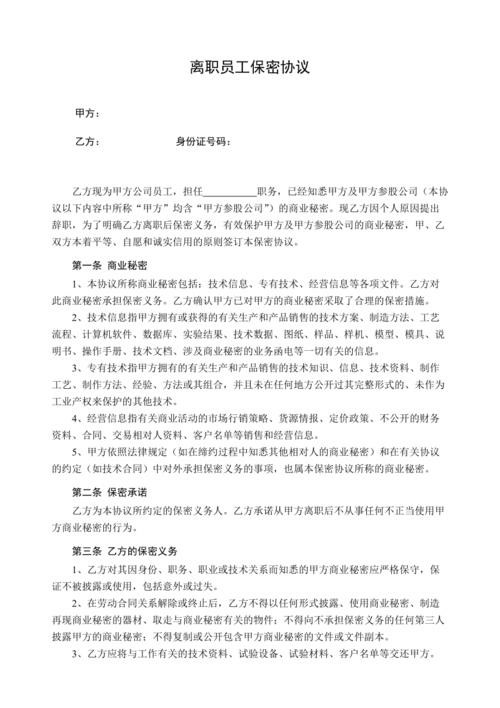 离职员工保密协议
甲方：
乙方： 身份证号码：
乙方现为甲方公司员工，担任__________职务，已经知悉甲方及甲方参股公司（本协
议以下内容中所称“甲方”均含“甲方参股公司”）的商业秘密。现乙方因个人原因提出
辞职，为了明确乙方离职后保密义务，有效保护甲方及甲方参股公司的商业秘密，甲、乙
双方本着平等、自愿和诚实信用的原则签订本保密协议。
第一条 商业秘密
1、本协议所称商业秘密包括：技术信息、专有技术、经营信息等各项文件。乙方对
此商业秘密承担保密义务。乙方确认甲方已对甲方的商业秘密采取了合理的保密措施。
2、技术信息指甲方拥有或获得的有关生产和产品销售的技术方案、制造方法、工艺
流程、计算机软件、数据库、实验结果、技术数据、图纸、样品、样机、模型、模具、说
明书、操作手册、技术文档、涉及商业秘密的业务函电等一切有关的信息。
3、专有技术指甲方拥有的有关生产和产品销售的技术知识、信息、技术资料、制作
工艺、制作方法、经验、方法或其组合，并且未在任何地方公开过其完整形式的、未作为
工业产权来保护的其他技术。
4、经营信息指有关商业活动的市场行销策略、货源情报、定价政策、不公开的财务
资料、合同、交易相对人资料、客户名单等销售和经营信息。
5、甲方依照法律规定（如在缔约过程中知悉其他相对人的商业秘密）和在有关协议
的约定（如技术合同）中对外承担保密义务的事项，也属本保密协议所称的商业秘密。
第二条 保密承诺
乙方为本协议所约定的保密义务人。乙方承诺从甲方离职后不从事任何不正当使用甲
方商业秘密的行为。
第三条 乙方的保密义务
1、乙方对其因身份、职务、职业或技术关系而知悉的甲方商业秘密应严格保守，保
证不被披露或使用，包括意外或过失。
2、在劳动合同关系解除或终止后，乙方不得以任何形式披露、使用商业秘密、制造
再现商业秘密的器材、取走与商业秘密有关的物件；不得向不承担保密义务的任何第三人
披露甲方的商业秘密；不得复制或公开包含甲方商业秘密的文件或文件副本。
3、乙方应将与工作有关的技术资料、试验设备、试验材料、客户名单等交还甲方。